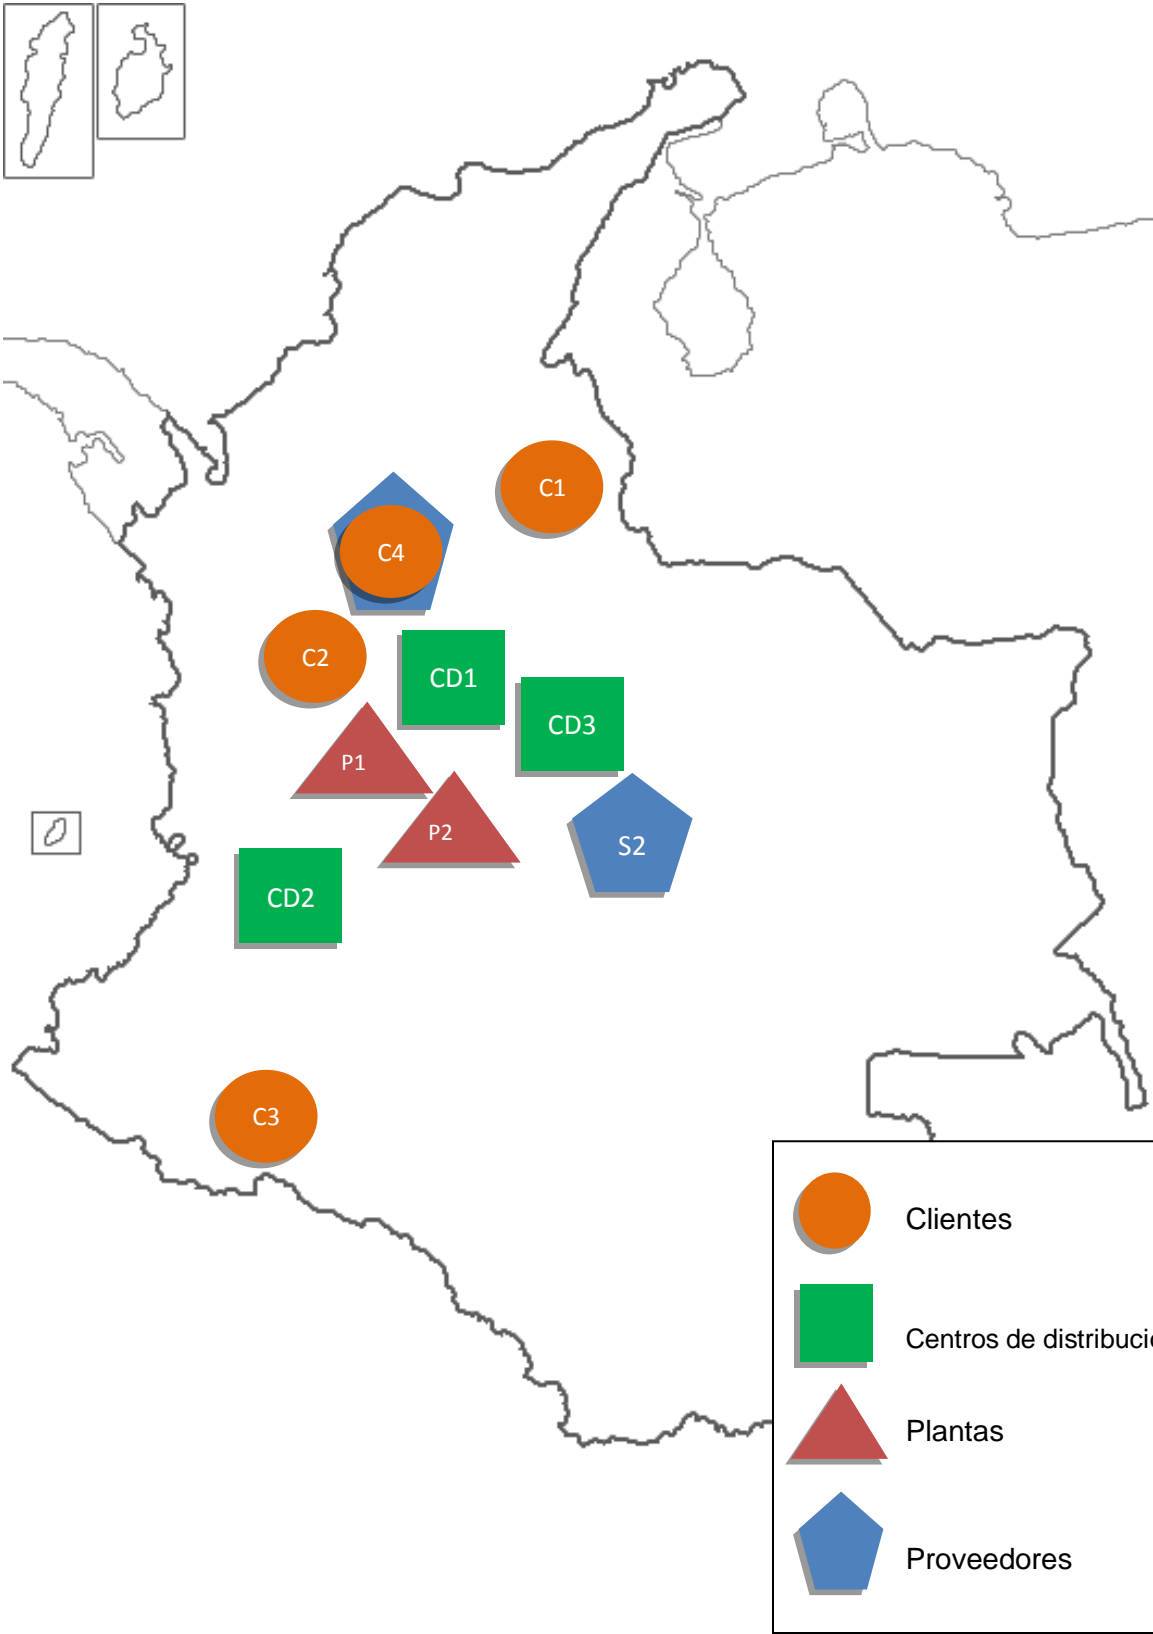 C1
C4
C2
CD1
CD3
P1
P2
S2
CD2
C3
Clientes
Centros de distribuci
Plantas
Proveedores